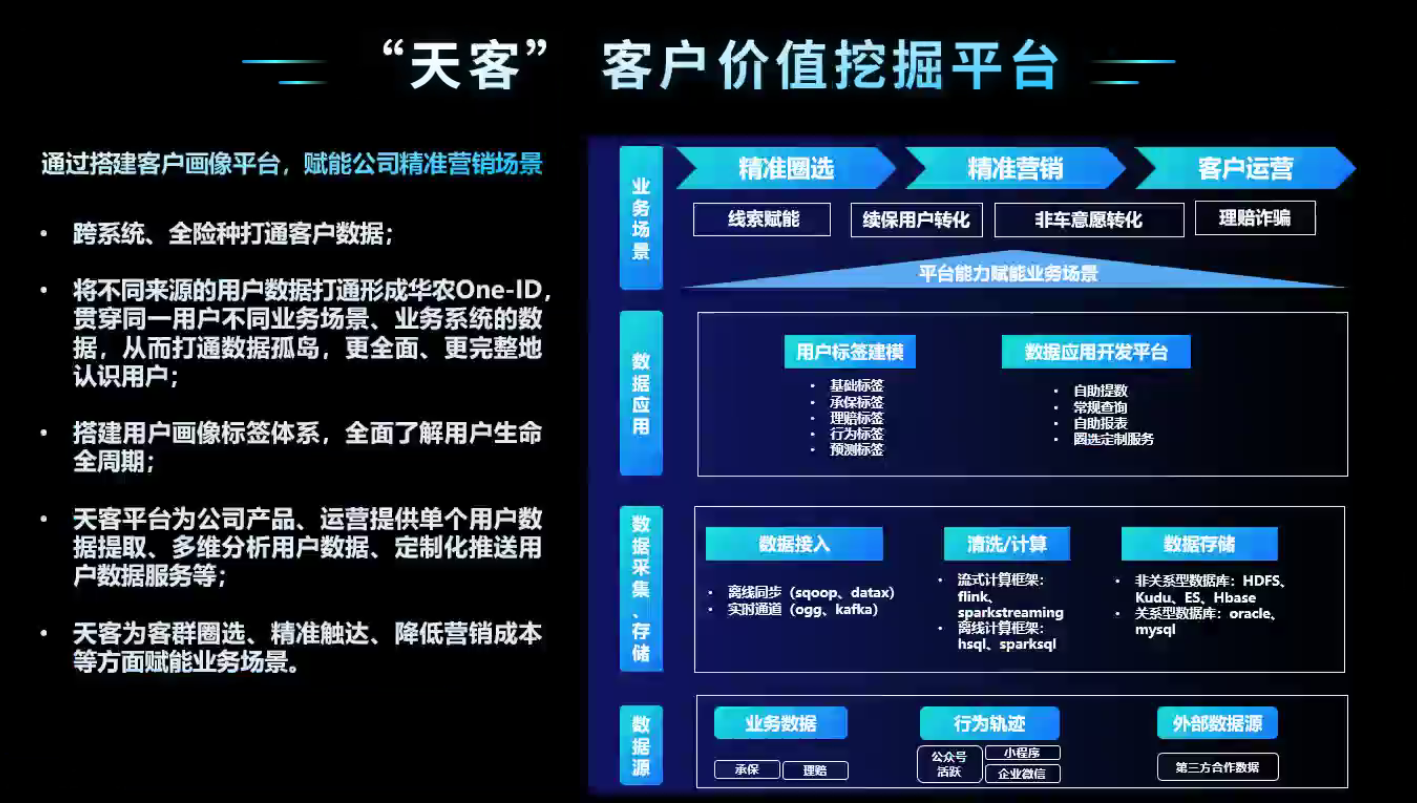 “天客” 客户价值挖掘平台
通过搭建客户画像平台，赋能公司精准营销场景
• 跨系统、全险种打通客户数据；
• 将不同来源的用户数据打通形成华农One-ID，
贯穿同一用户不同业务场景、业务系统的数
据，从而打通数据孤岛，更全面、更完整地
认识用户；
• 搭建用户画像标签体系，全面了解用户生命
全周期；
• 天客平台为公司产品、运营提供单个用户数
据提取、多维分析用户数据、定制化推送用
户数据服务等；
• 天客为客群圈选、精准触达、降低营销成本
等方面赋能业务场景。
业务场景
精准圈选
精准营销
客户运营
线索赋能
续保用户转化
非车意愿转化
理赔诈骗
平台能力赋能业务场景
数据应用
用户标签建模
• 基础标签
• 承保标签
• 理赔标签
• 行为标签
• 预测标签
数据应用开发平台
• 自助提数
• 常规查询
• 自助报表
• 圈选定制服务
数据采集、存储
数据接入
• 离线同步（sqoop、datax）
• 实时通道（ogg、kafka）
清洗/计算
• 流式计算框架：
flink、
sparkstreaming
• 离线计算框架：
hsql、sparksql
数据存储
• 非关系型数据库：HDFS、
Kudu、ES、Hbase
• 关系型数据库：oracle、
mysql
数据源
业务数据
承保
理赔
行为轨迹
公众号
活跃
小程序
企业微信
外部数据源
第三方合作数据